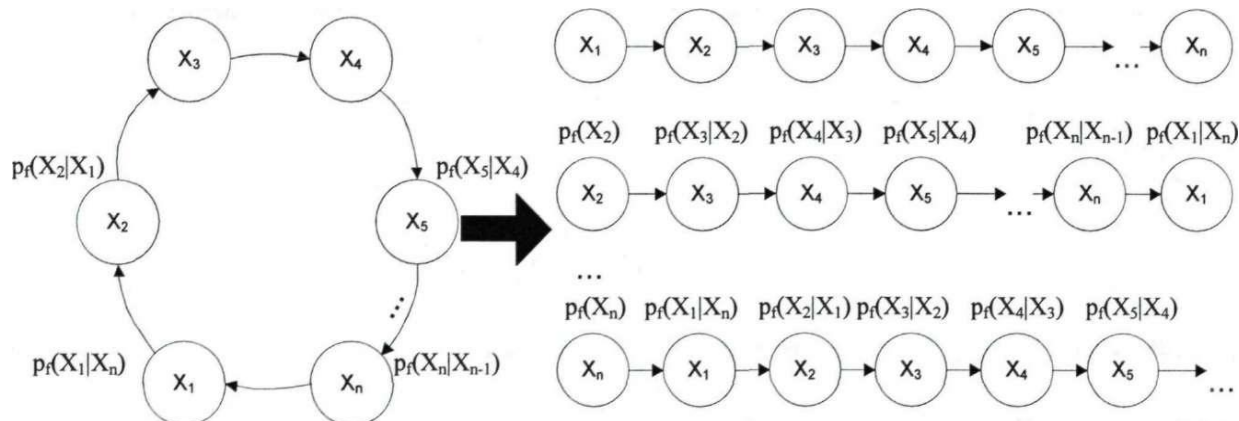 X3 X4
pf(X2|X1) pf(X5|X4)
X2 X5
...
pf(X1|Xn) pf(Xn|Xn-1)
X1 Xn
X1 X2 X3 X4 X5 ... Xn
pf(X2) pf(X3|X2) pf(X4|X3) pf(X5|X4) pf(Xn|Xn-1) pf(X1|Xn)
X2 X3 X4 X5 ... Xn X1
...
pf(Xn) pf(X1|Xn) pf(X2|X1) pf(X3|X2) pf(X4|X3) pf(X5|X4)
Xn X1 X2 X3 X4 X5 ...